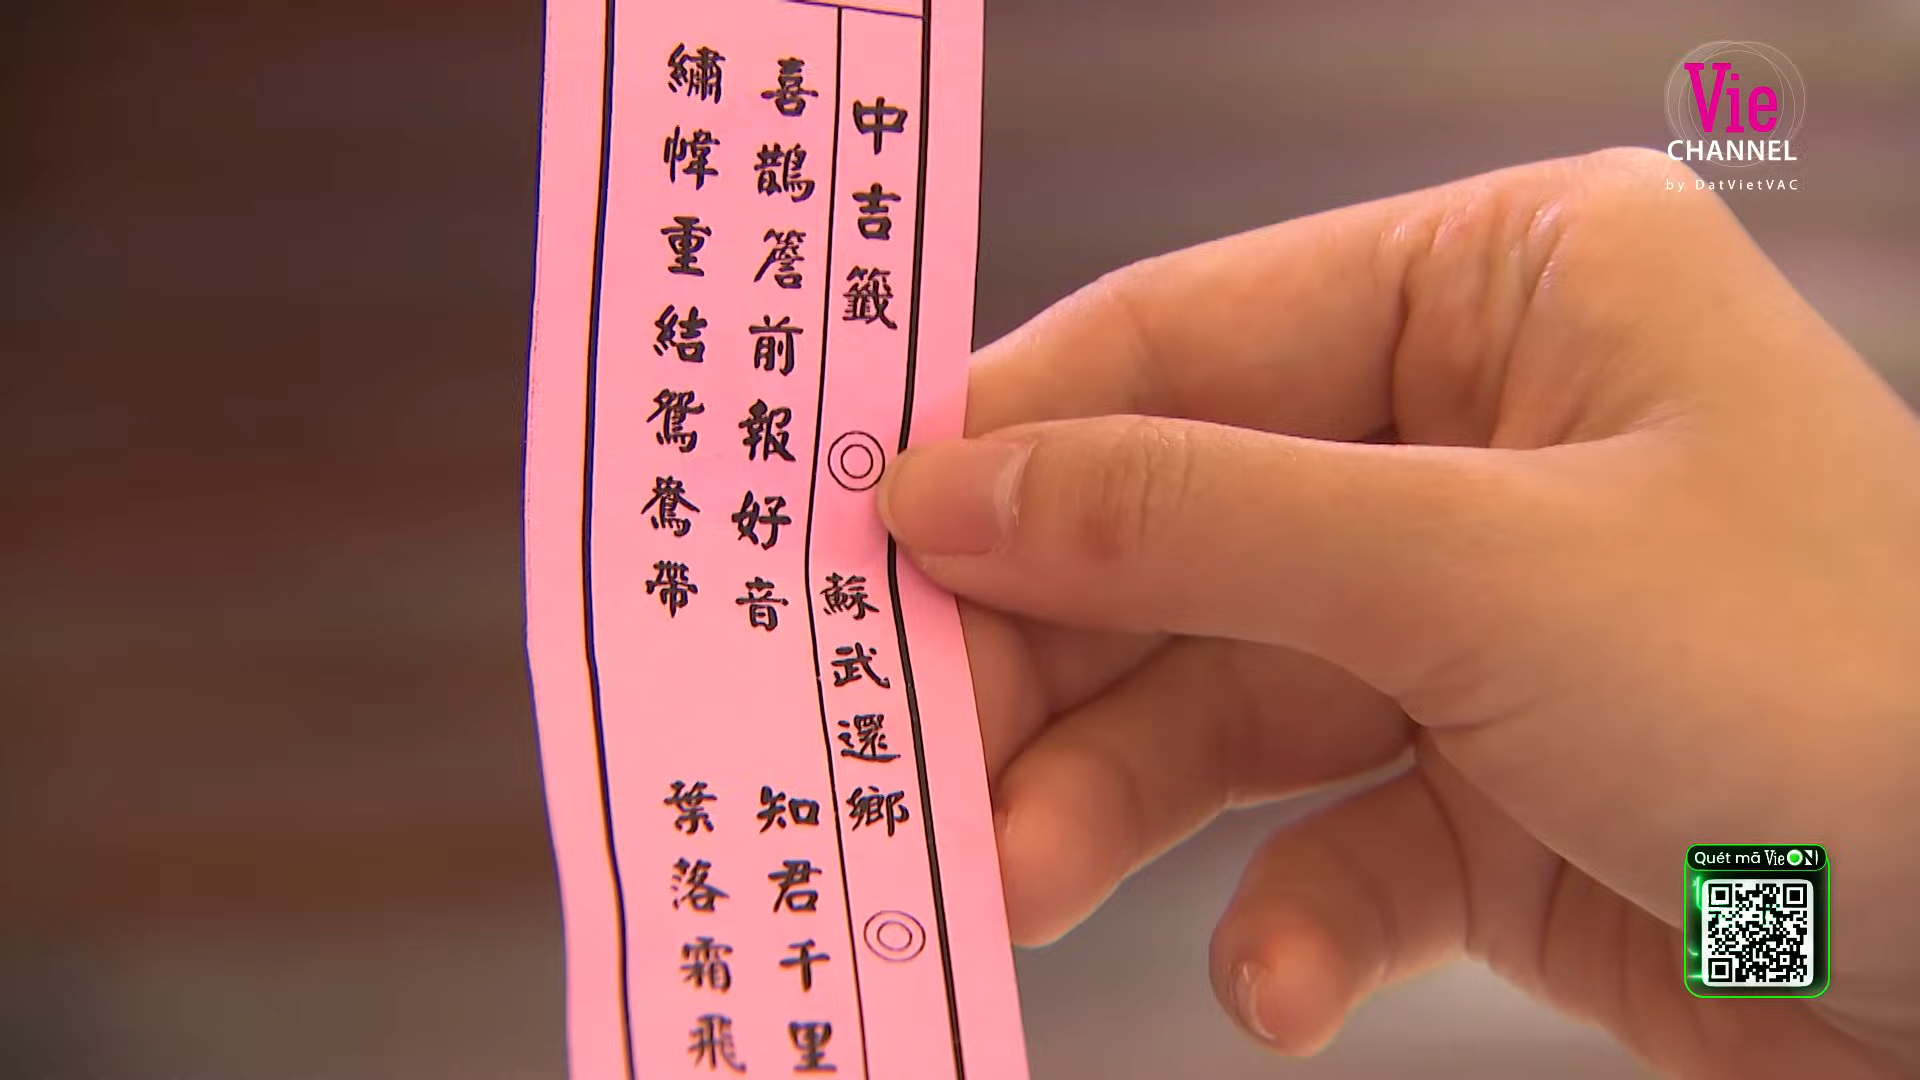 中吉籤 ◎ 蘇武還鄉 ◎
喜鵲簷前報好音
知君千里
繡幃重結鴛鴦帶
葉落霜飛
Vie
CHANNEL
by DatVietVAC
Quét mã VieON